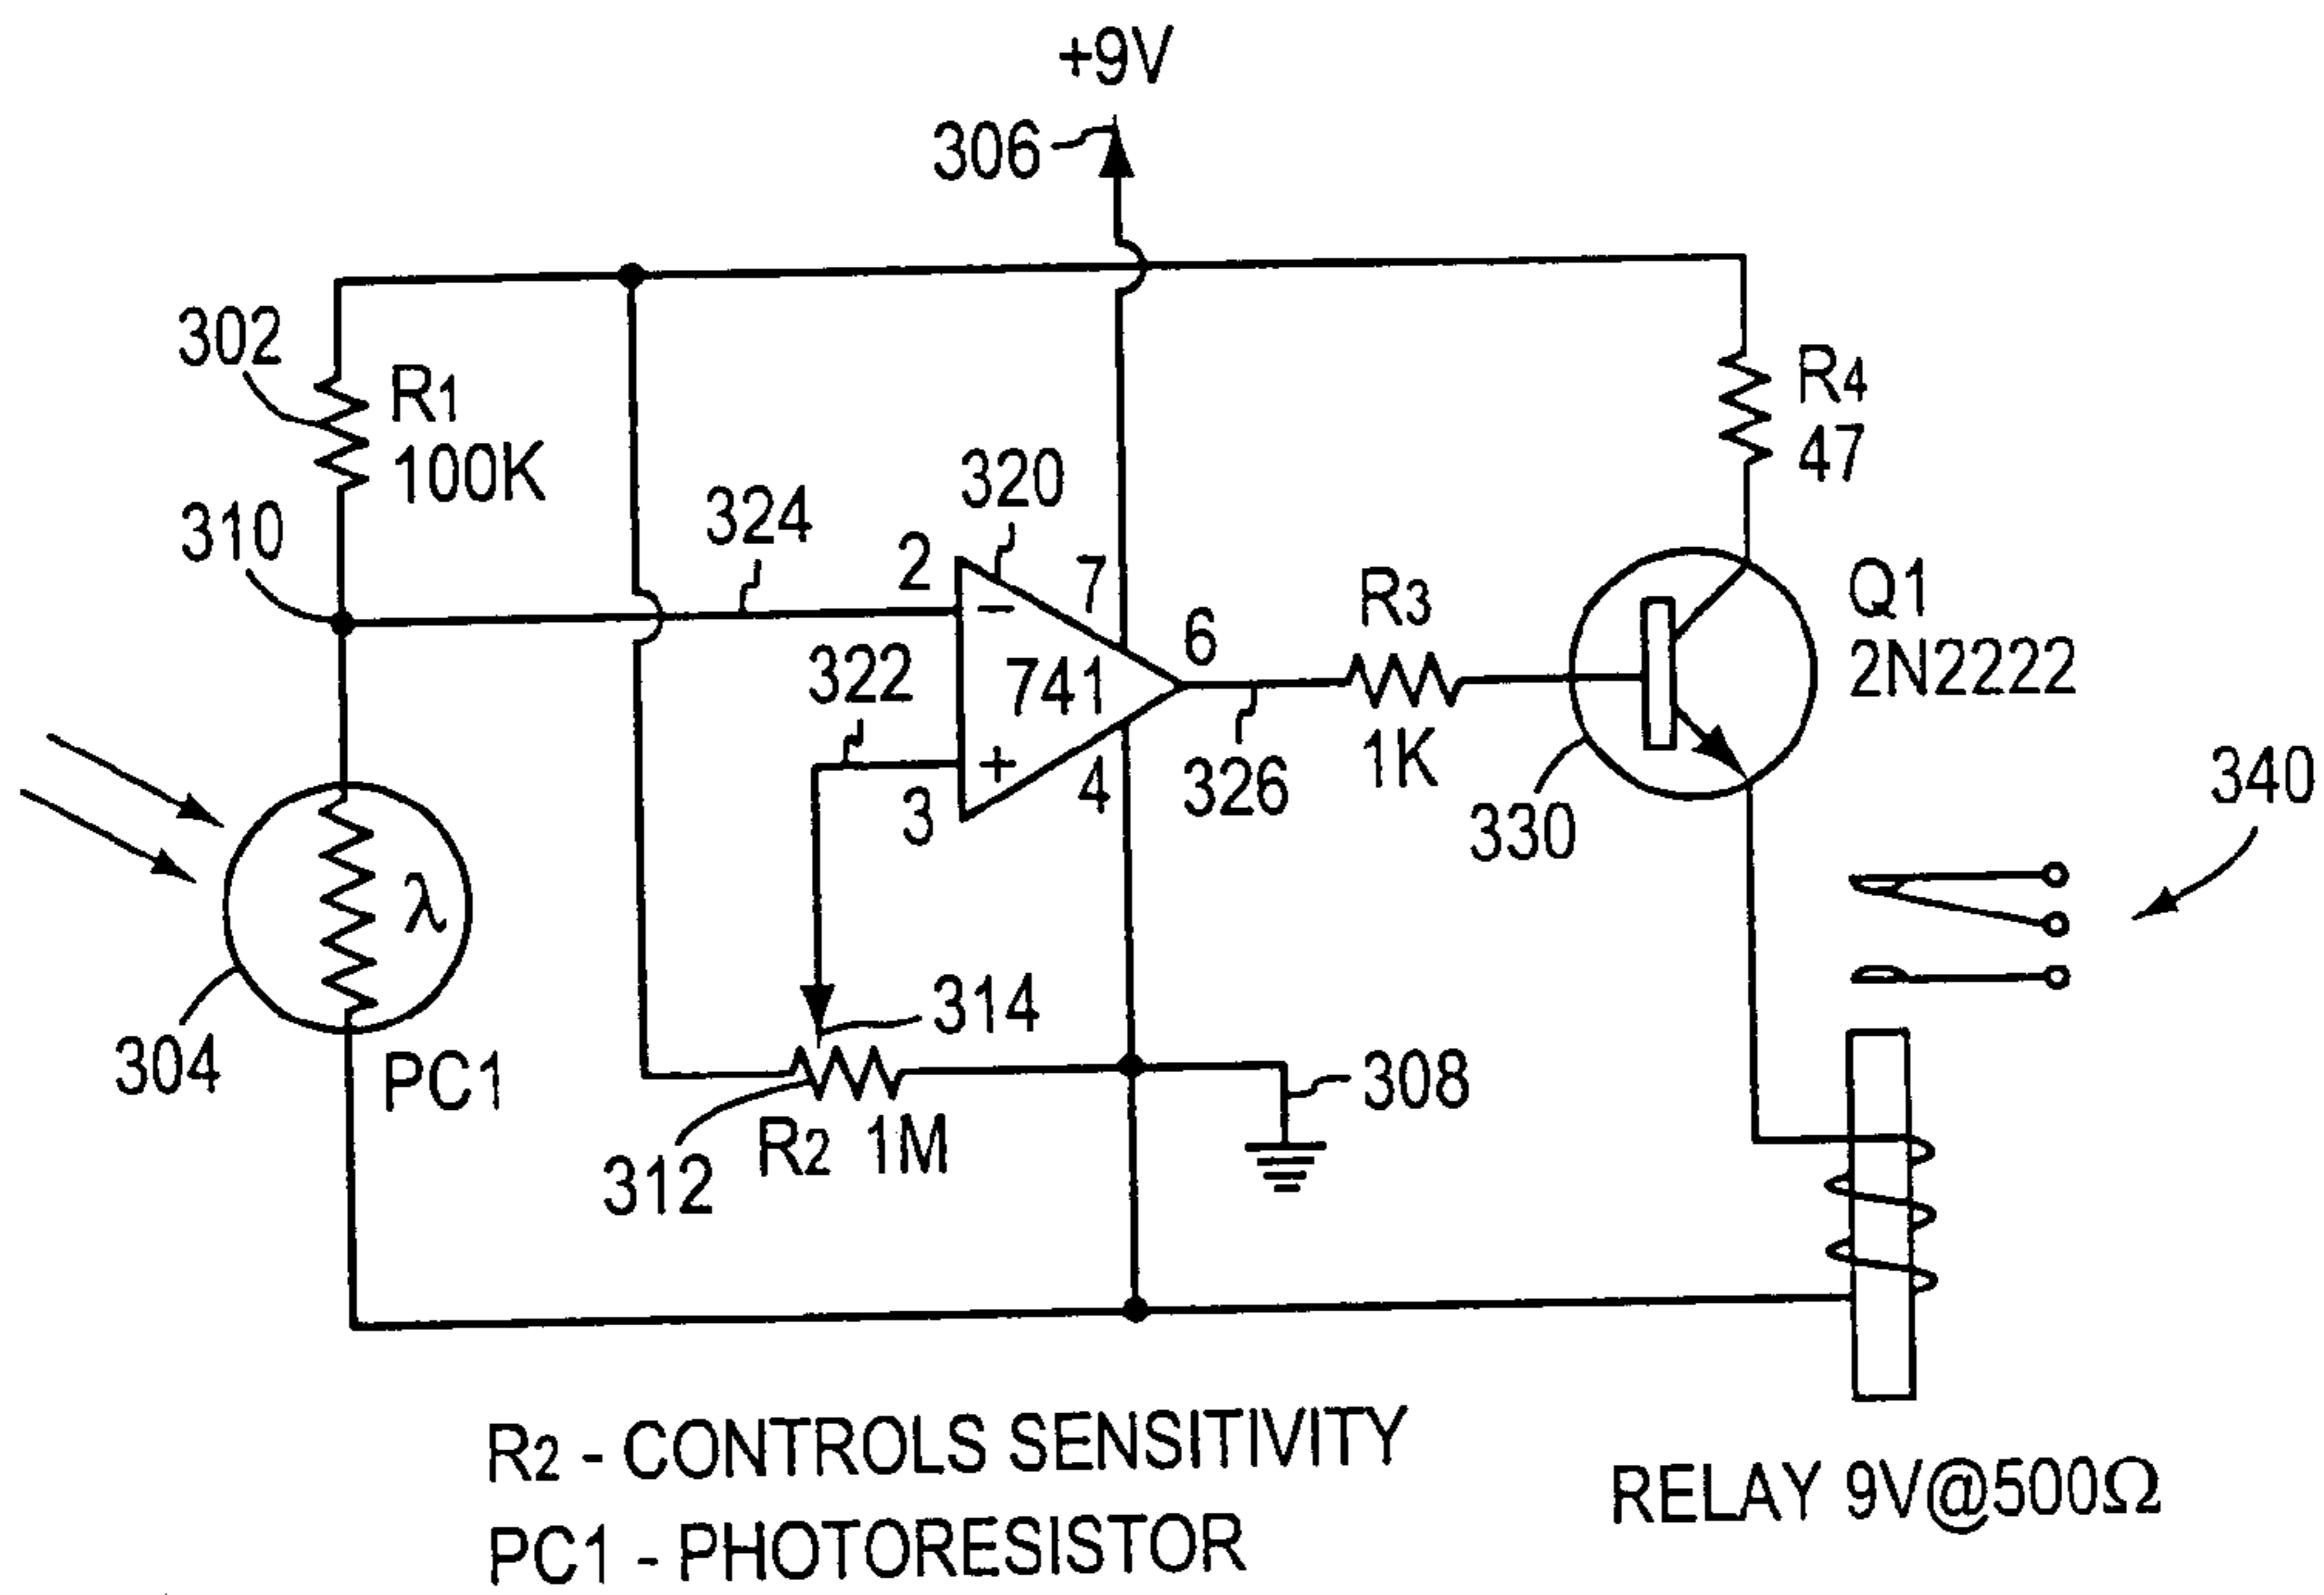 +9V
306
302
R1
100K
R4
47
310
324
320
2
7
−
6
R3
Q1
2N2222
322
741
1K
3
+
4
326
330
340
λ
304
PC1
314
308
R2 1M
312
R2 - CONTROLS SENSITIVITY
PC1 - PHOTORESISTOR
RELAY 9V@500Ω